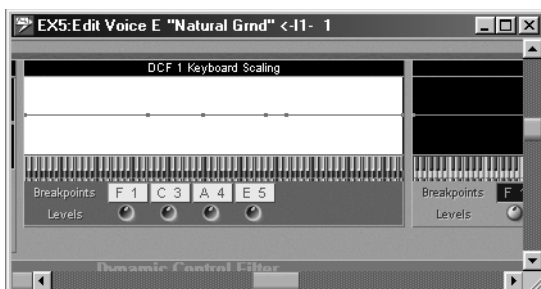 EX5:Edit Voice E "Natural Grnd" <-I1- 1
DCF 1 Keyboard Scaling
Breakpoints F 1 C 3 A 4 E 5
Levels
Breakpoints F
Levels
Dynamic Control Filter